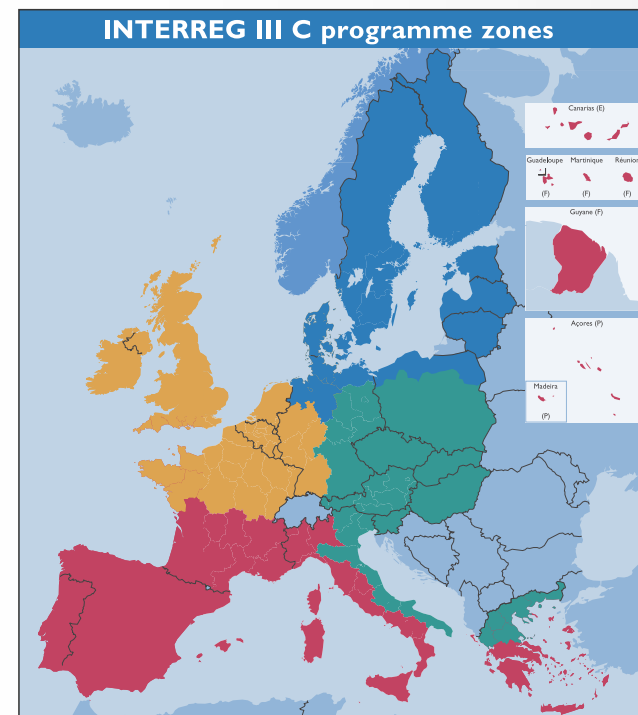 INTERREG III C programme zones
Canarias (E)
Guadeloupe Martinique Réunion
(F) (F) (F)
Guyane (F)
Açores (P)
Madeira
(P)